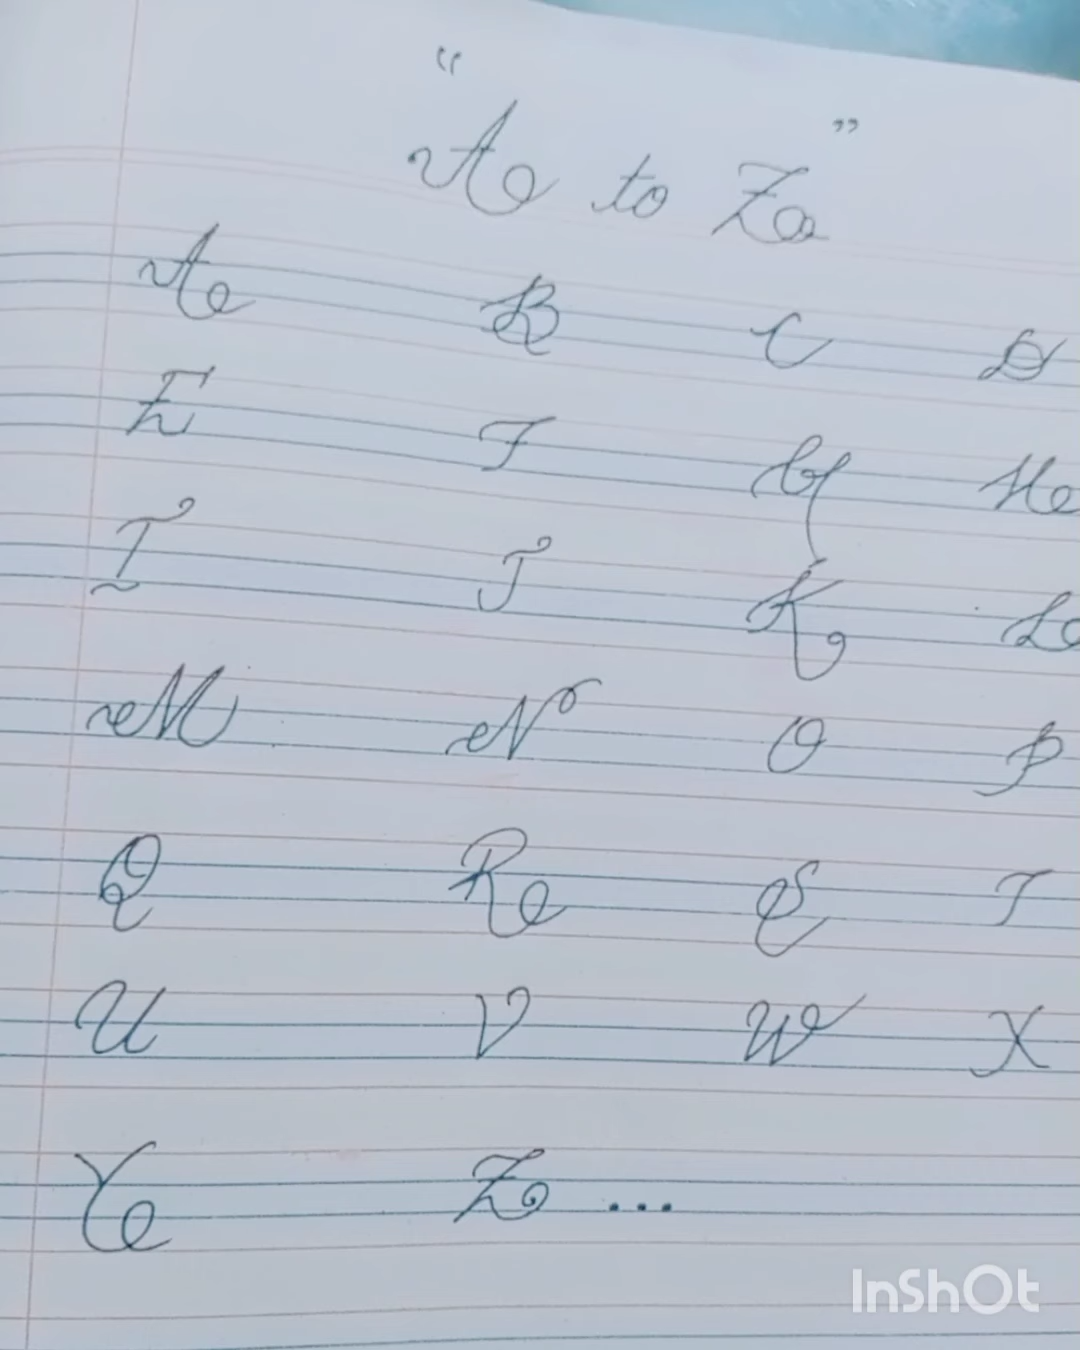 "A to Z"
A B C D
E F G H
I J K L
M N O P
Q R S T
U V W X
Y Z ...
InShOt